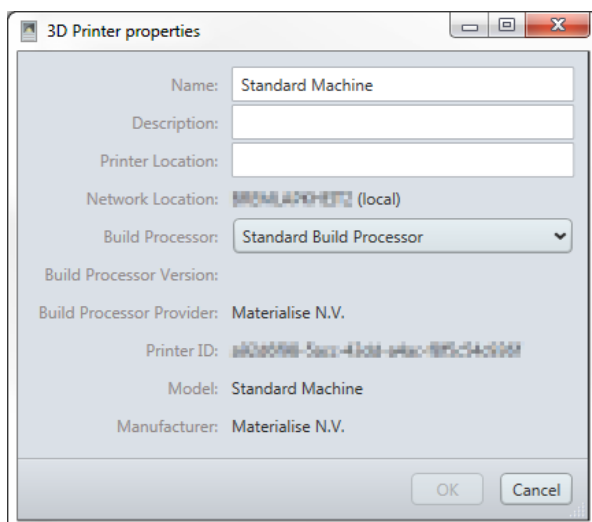 3D Printer properties
Name: Standard Machine
Description:
Printer Location:
Network Location: (local)
Build Processor: Standard Build Processor
Build Processor Version:
Build Processor Provider: Materialise N.V.
Printer ID:
Model: Standard Machine
Manufacturer: Materialise N.V.
OK Cancel